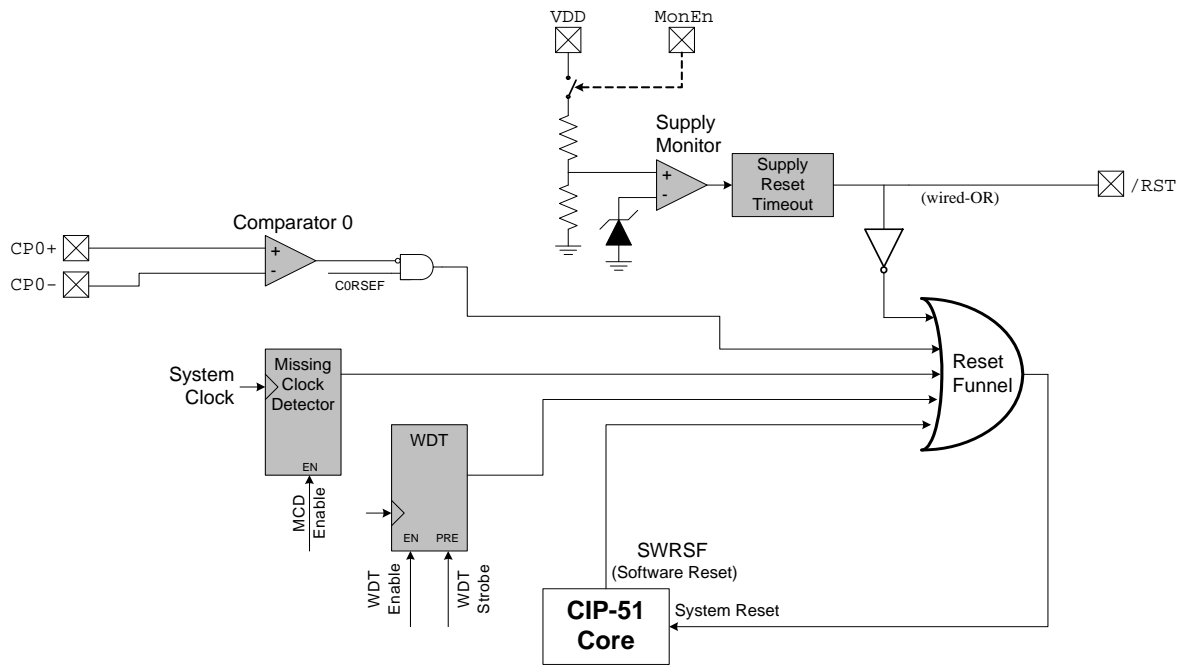 VDD
MonEn
Supply
Monitor
+
-
Supply
Reset
Timeout
(wired-OR)
/RST
Comparator 0
CP0+
CP0-
+
-
C0RSEF
Reset
Funnel
System
Clock
Missing
Clock
Detector
EN
MCD
Enable
WDT
EN
PRE
WDT
Enable
WDT
Strobe
SWRSF
(Software Reset)
CIP-51
Core
System Reset